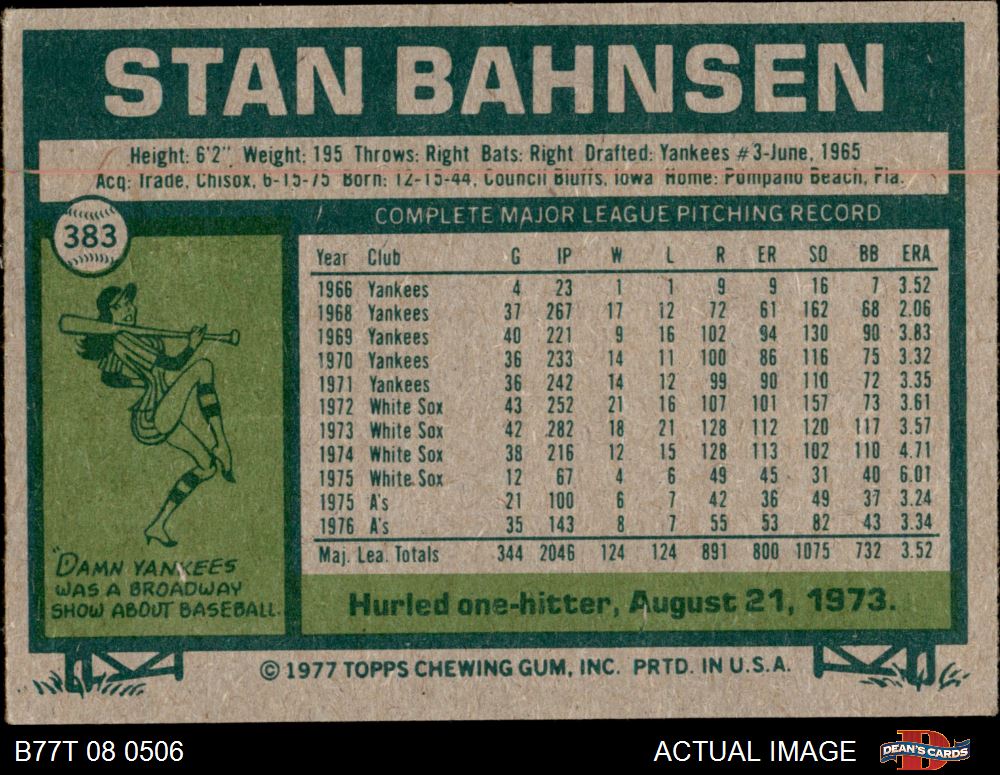 STAN BAHNSEN
Height: 6'2" Weight: 195 Throws: Right Bats: Right Drafted: Yankees #3-June, 1965
Acq: Trade, Chisox, 6-15-75 Born: 12-15-44, Council Bluffs, Iowa Home: Pompano Beach, Fla.
383
COMPLETE MAJOR LEAGUE PITCHING RECORD
Year Club G IP W L R ER SO BB ERA
1966 Yankees 4 23 1 1 9 9 16 7 3.52
1968 Yankees 37 267 17 12 72 61 162 68 2.06
1969 Yankees 40 221 9 16 102 94 130 90 3.83
1970 Yankees 36 233 14 11 100 86 116 75 3.32
1971 Yankees 36 242 14 12 99 90 110 72 3.35
1972 White Sox 43 252 21 16 107 101 157 73 3.61
1973 White Sox 42 282 18 21 128 112 120 117 3.57
1974 White Sox 38 216 12 15 128 113 102 110 4.71
1975 White Sox 12 67 4 6 49 45 31 40 6.01
1975 A's 21 100 6 7 42 36 49 37 3.24
1976 A's 35 143 8 7 55 53 82 43 3.34
Maj. Lea. Totals 344 2046 124 124 891 800 1075 732 3.52
"DAMN YANKEES
WAS A BROADWAY
SHOW ABOUT BASEBALL.
Hurled one-hitter, August 21, 1973.
© 1977 TOPPS CHEWING GUM, INC. PRTD. IN U.S.A.
B77T 08 0506
ACTUAL IMAGE
DEAN'S CARDS